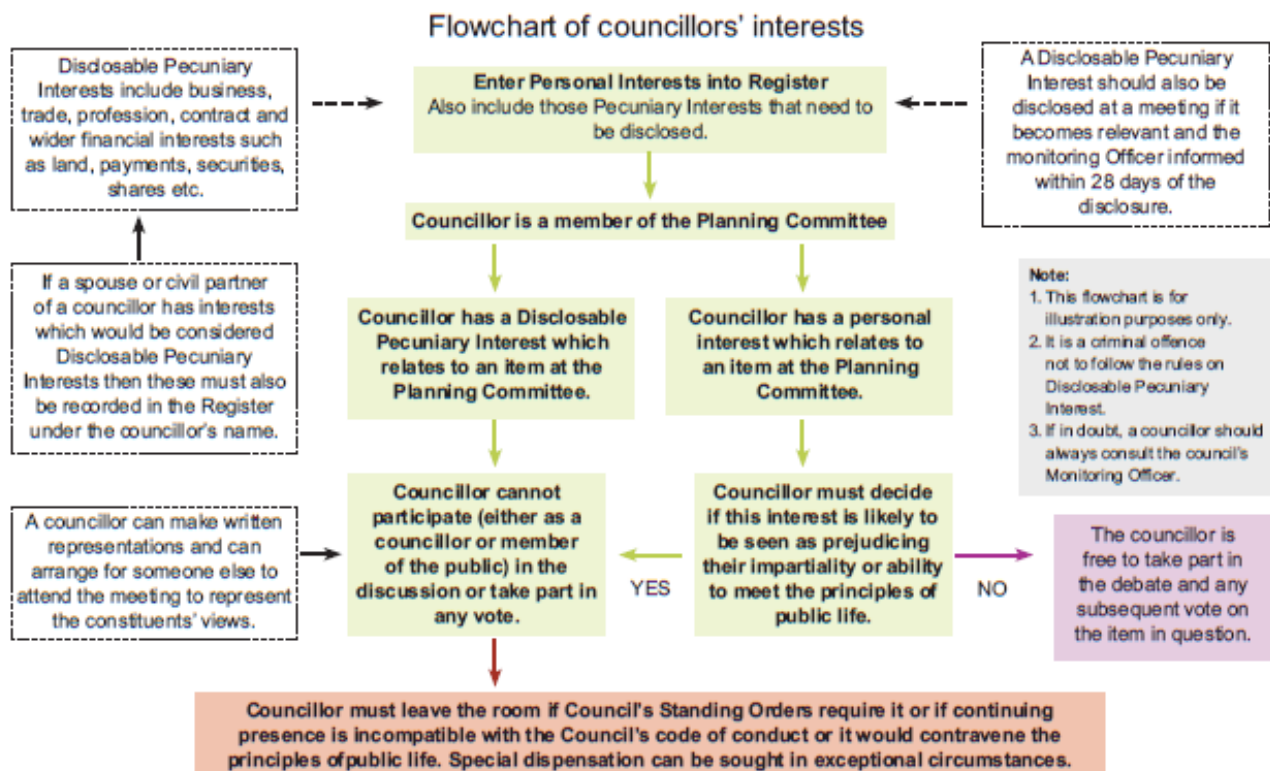 Flowchart of councillors' interests
Disclosable Pecuniary
Interests include business,
trade, profession, contract and
wider financial interests such
as land, payments, securities,
shares etc.
Enter Personal Interests into Register
Also include those Pecuniary Interests that need to
be disclosed.
A Disclosable Pecuniary
Interest should also be
disclosed at a meeting if it
becomes relevant and the
monitoring Officer informed
within 28 days of the
disclosure.
Councillor is a member of the Planning Committee
If a spouse or civil partner
of a councillor has interests
which would be considered
Disclosable Pecuniary
Interests then these must also
be recorded in the Register
under the councillor's name.
Councillor has a Disclosable
Pecuniary Interest which
relates to an item at the
Planning Committee.
Councillor has a personal
interest which relates to
an item at the Planning
Committee.
Note:
1. This flowchart is for
illustration purposes only.
2. It is a criminal offence
not to follow the rules on
Disclosable Pecuniary
Interest.
3. If in doubt, a councillor should
always consult the council's
Monitoring Officer.
A councillor can make written
representations and can
arrange for someone else to
attend the meeting to represent
the constituents' views.
Councillor cannot
participate (either as a
councillor or member
of the public) in the
discussion or take part in
any vote.
YES
Councillor must decide
if this interest is likely to
be seen as prejudicing
their impartiality or ability
to meet the principles of
public life.
NO
The councillor is
free to take part in
the debate and any
subsequent vote on
the item in question.
Councillor must leave the room if Council's Standing Orders require it or if continuing
presence is incompatible with the Council's code of conduct or it would contravene the
principles of public life. Special dispensation can be sought in exceptional circumstances.